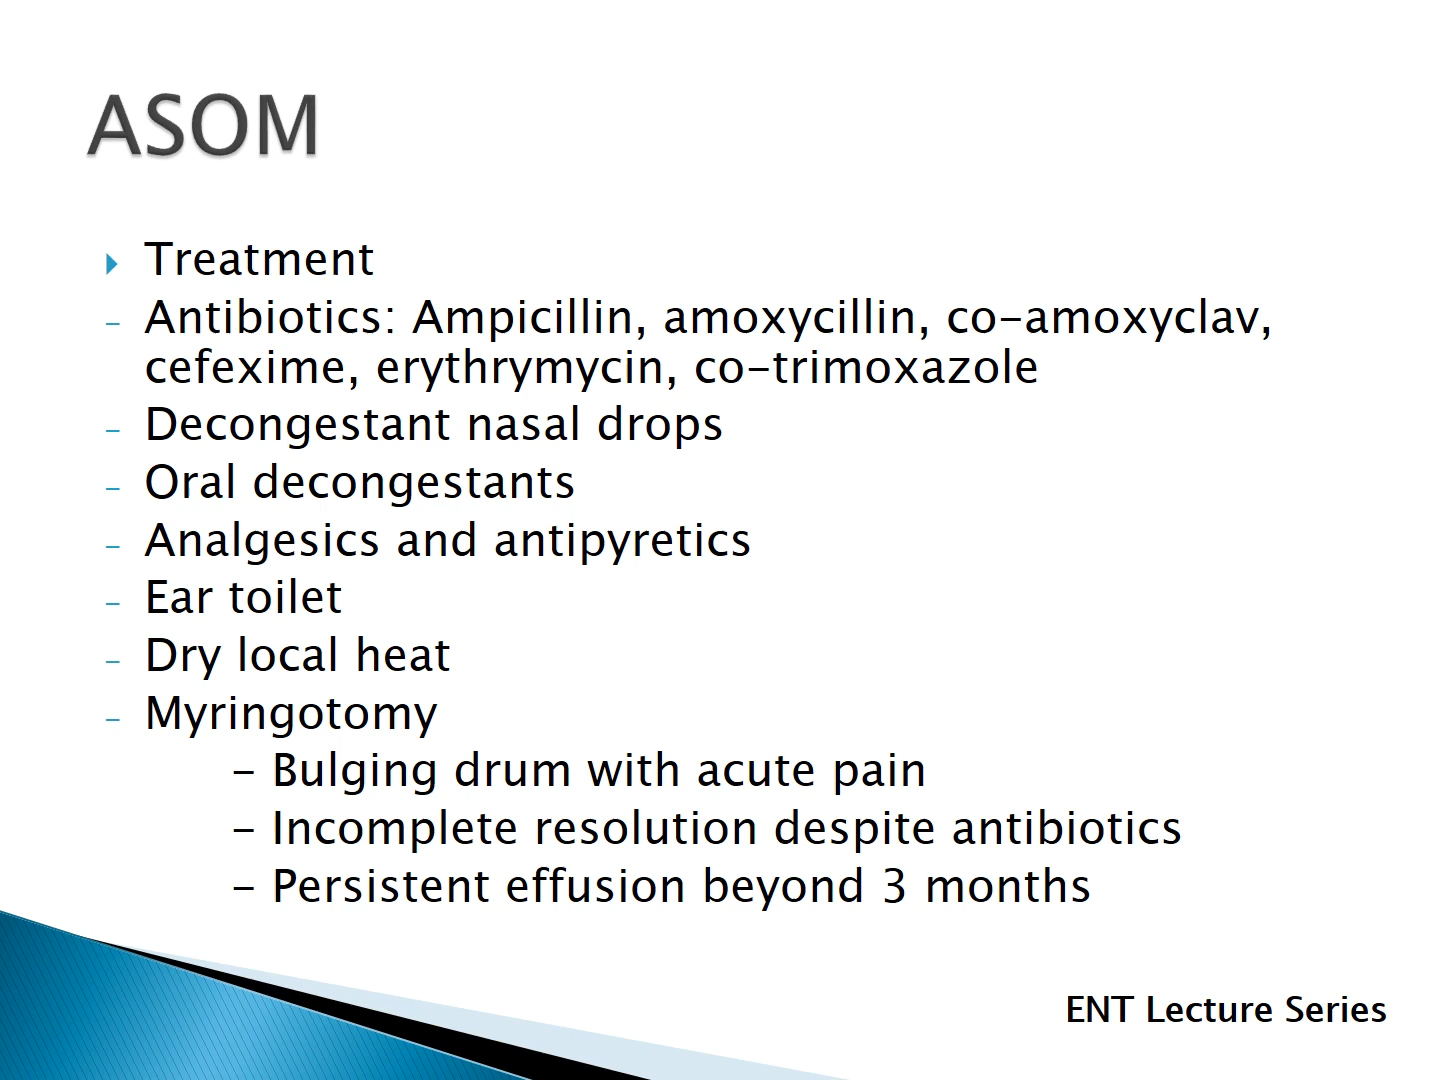 ASOM
Treatment
- Antibiotics: Ampicillin, amoxycillin, co-amoxyclav,
cefexime, erythrymycin, co-trimoxazole
- Decongestant nasal drops
- Oral decongestants
- Analgesics and antipyretics
- Ear toilet
- Dry local heat
- Myringotomy
- Bulging drum with acute pain
- Incomplete resolution despite antibiotics
- Persistent effusion beyond 3 months
ENT Lecture Series